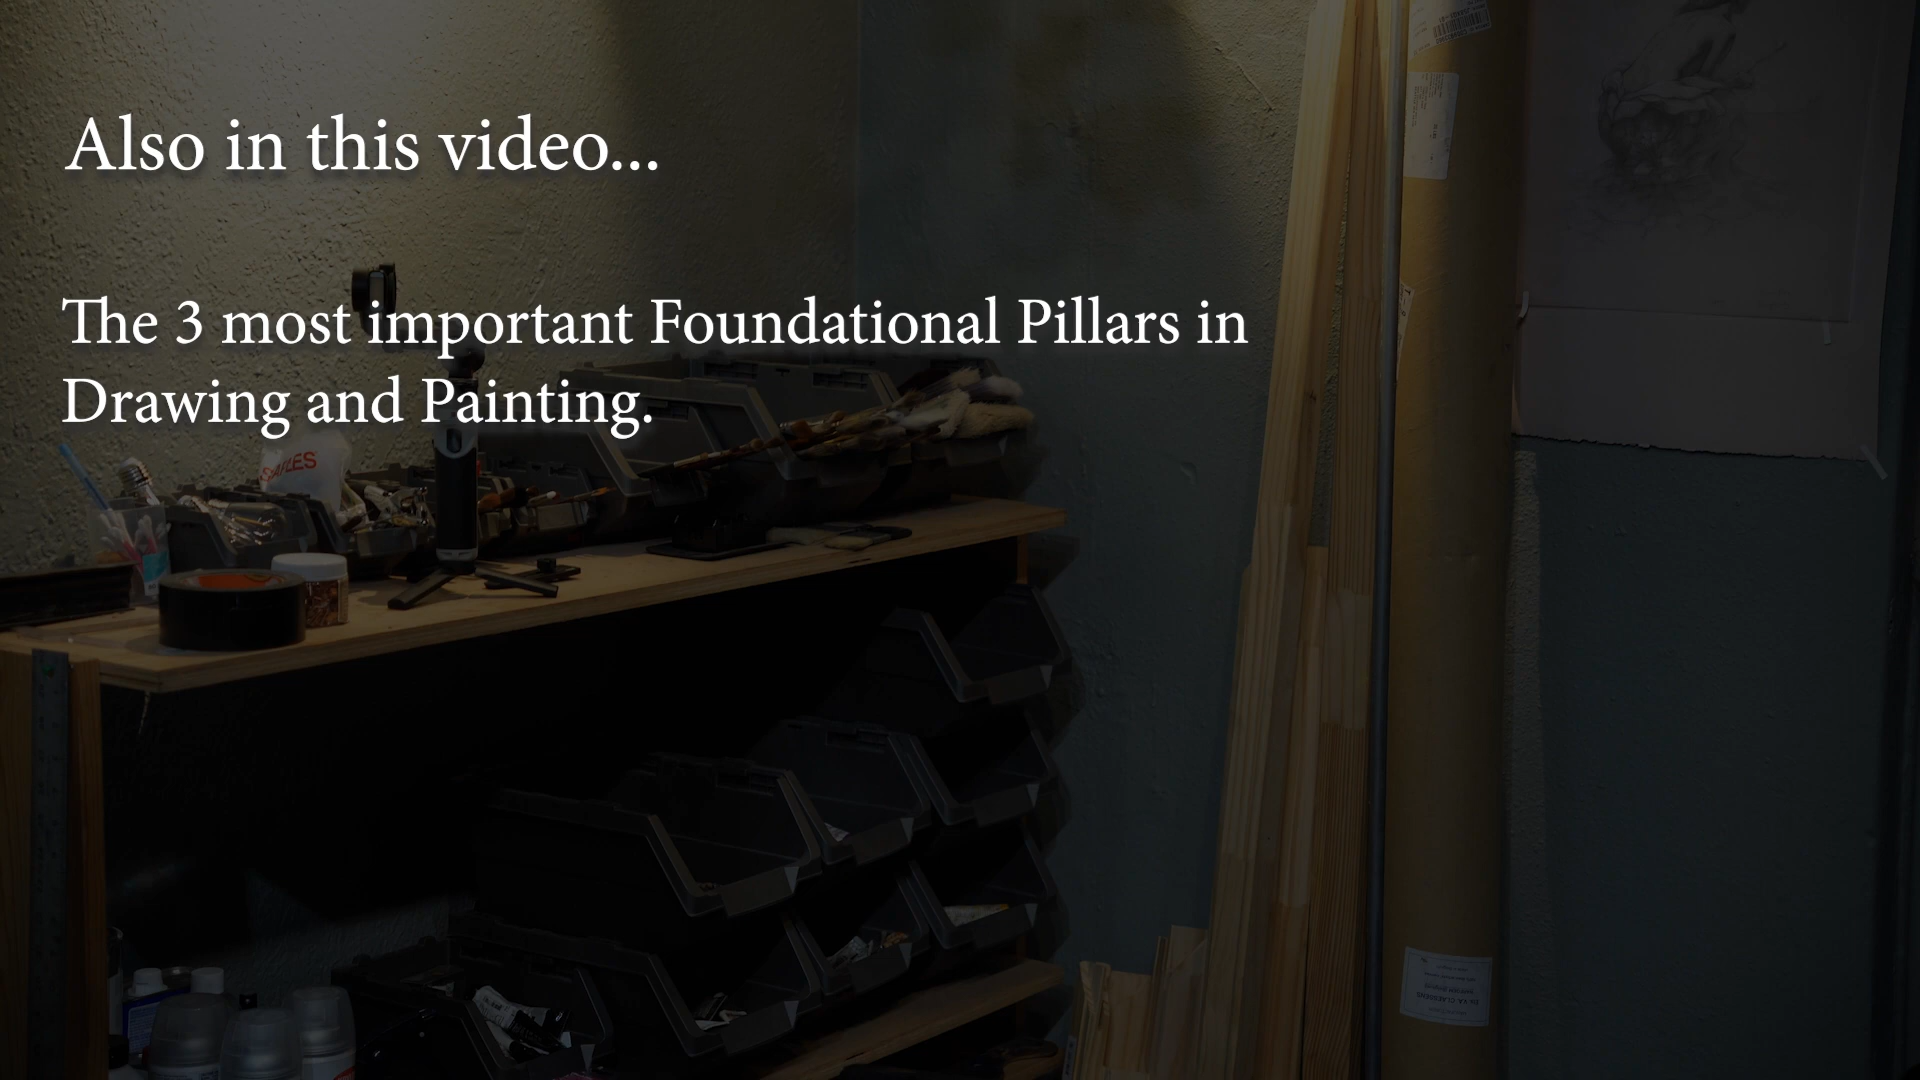 Also in this video...
The 3 most important Foundational Pillars in
Drawing and Painting.